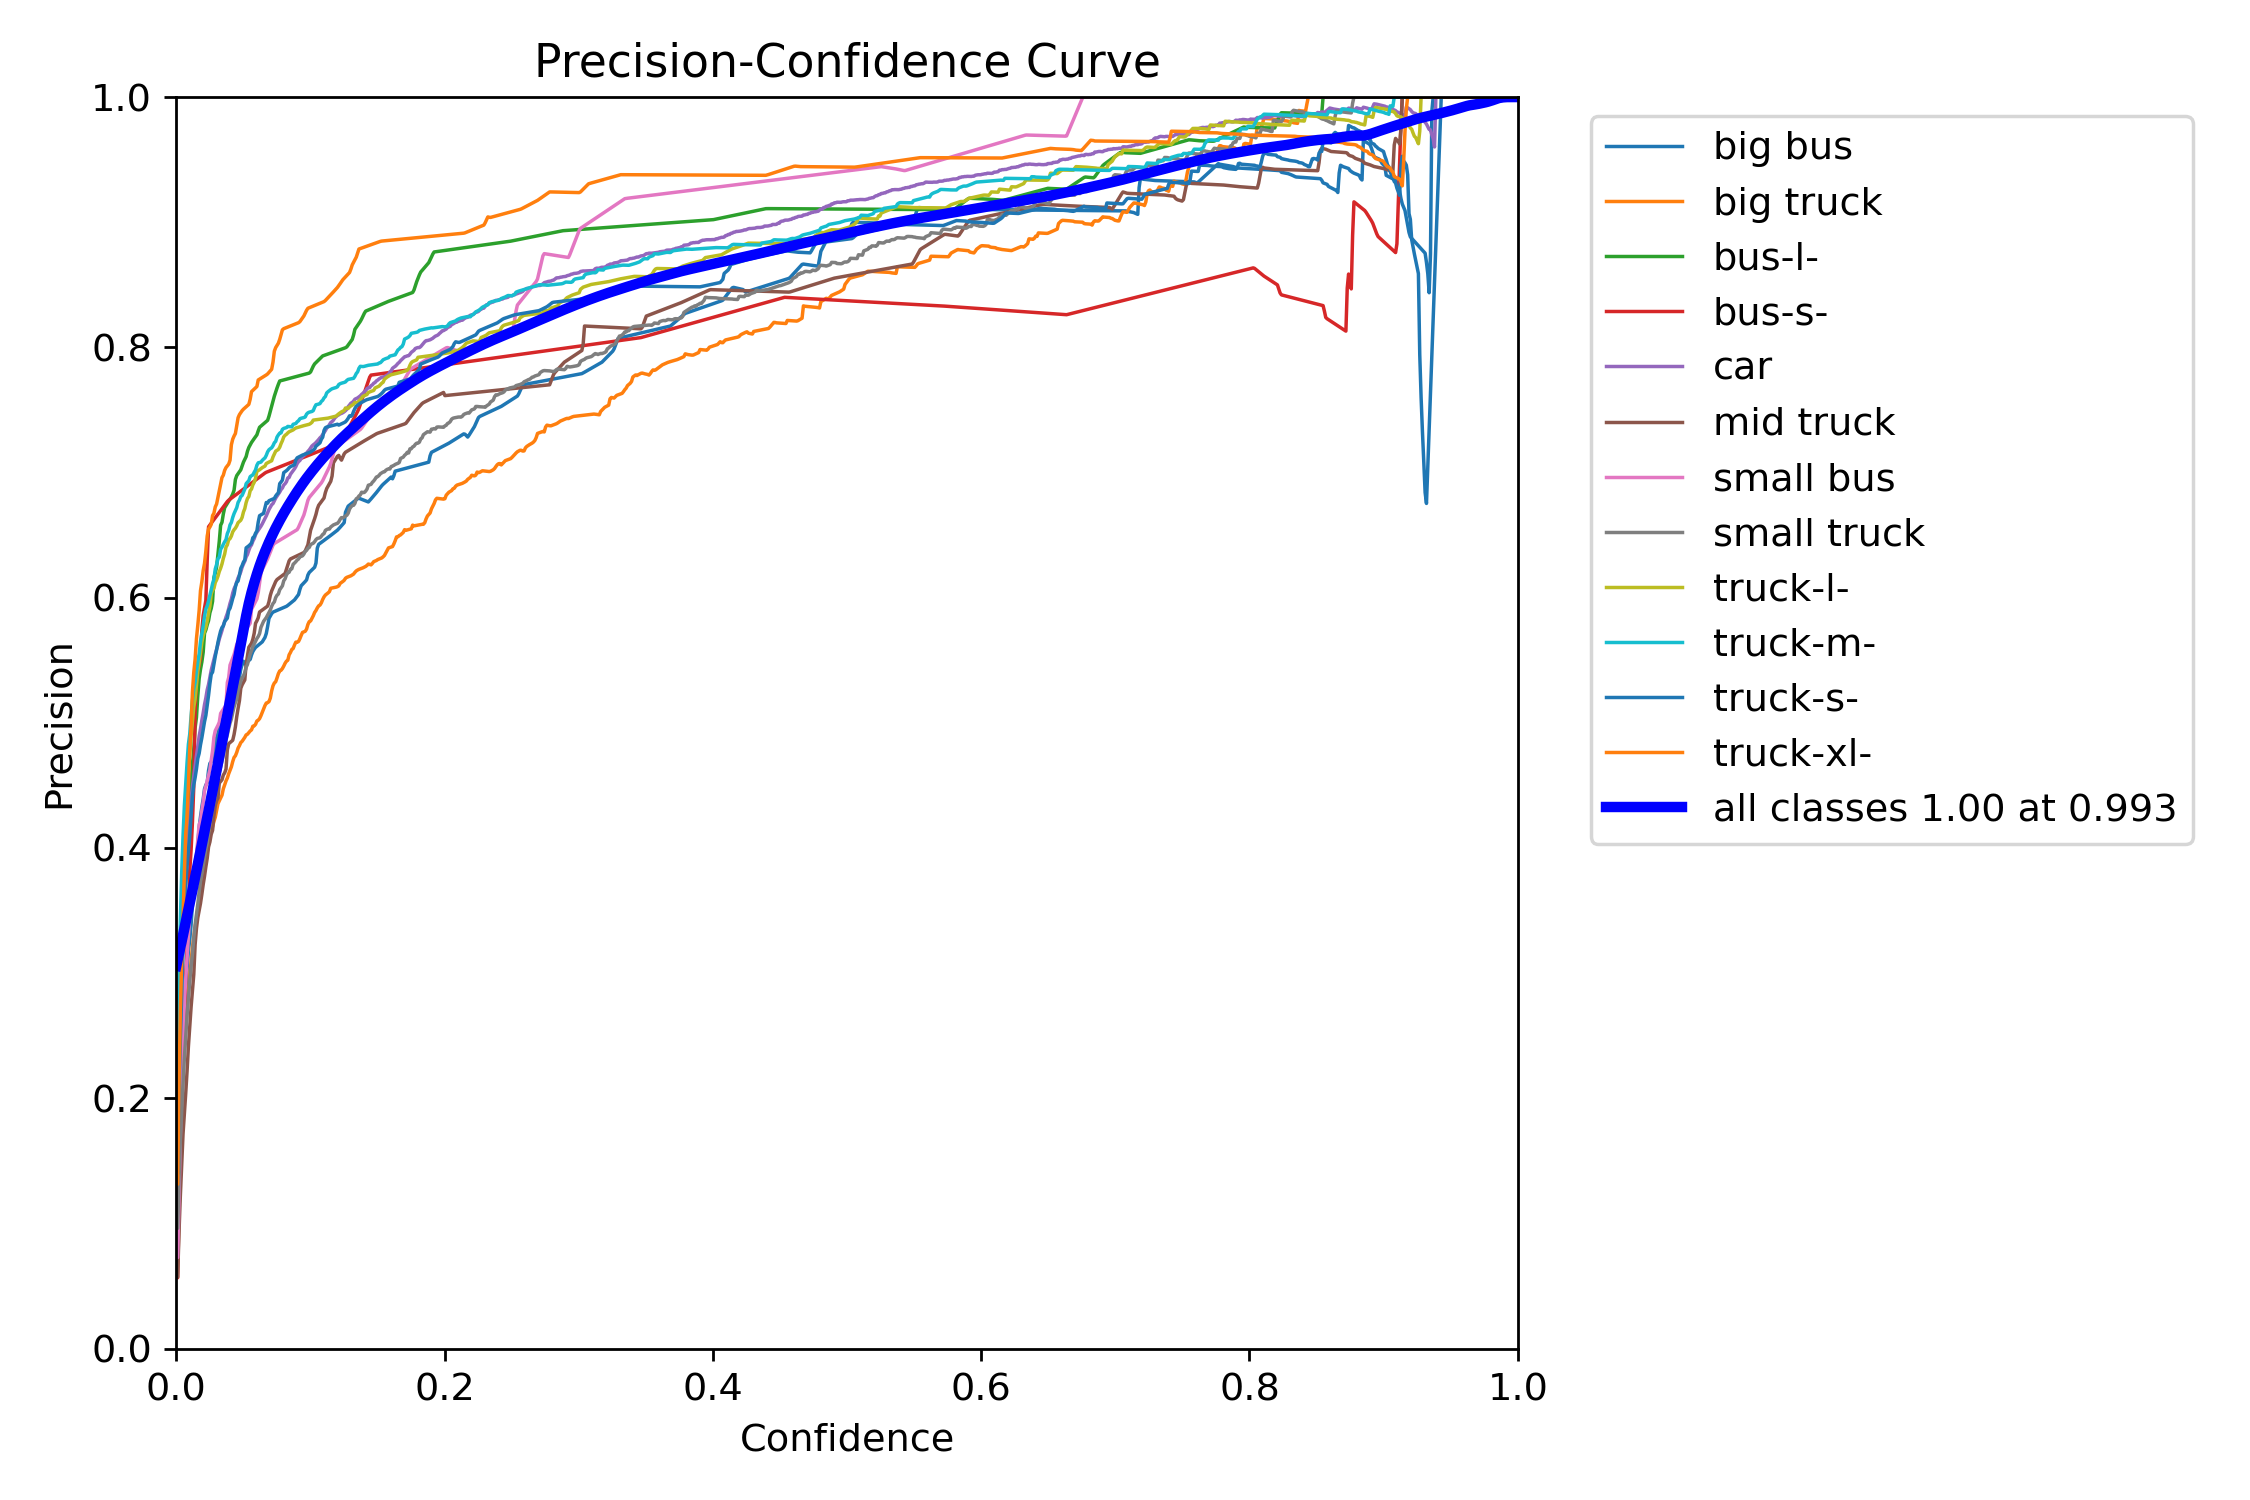 Precision-Confidence Curve
1.0
0.8
0.6
0.4
0.2
0.0
Precision
0.0 0.2 0.4 0.6 0.8 1.0
Confidence
big bus
big truck
bus-l-
bus-s-
car
mid truck
small bus
small truck
truck-l-
truck-m-
truck-s-
truck-xl-
all classes 1.00 at 0.993